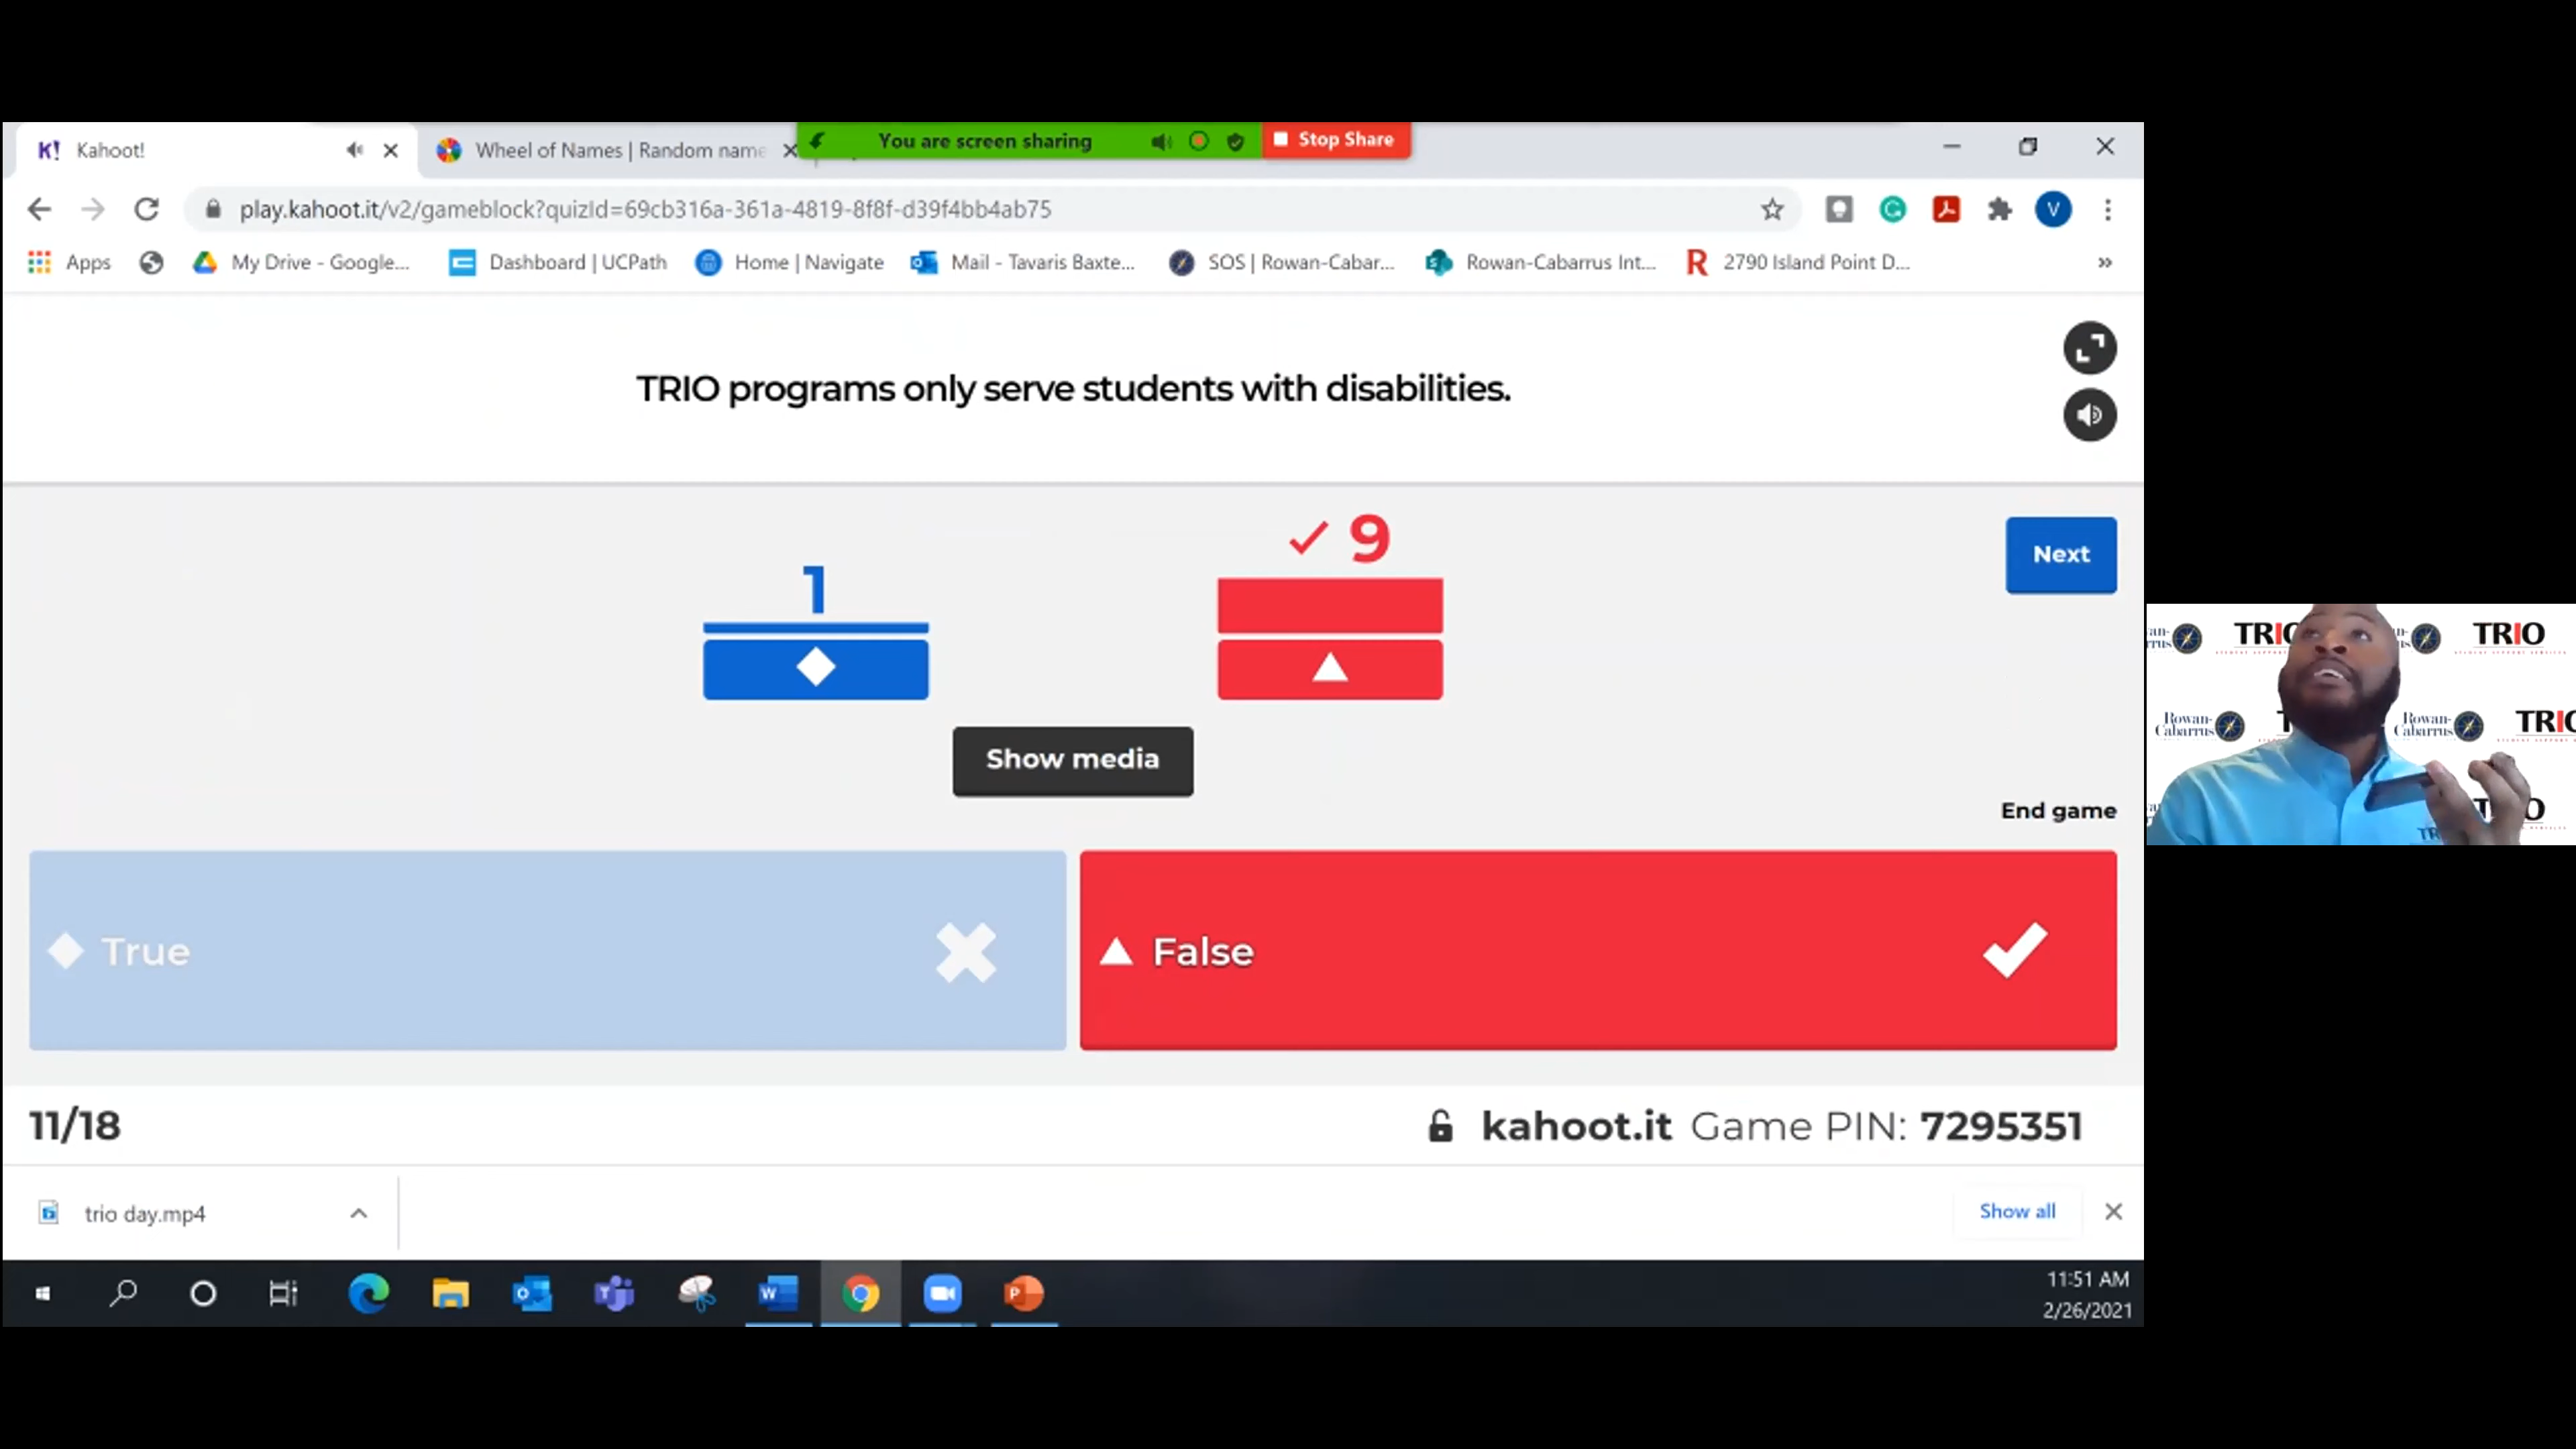 K! Kahoot!
Wheel of Names | Random name
You are screen sharing
Stop Share
play.kahoot.it/v2/gameblock?quizId=69cb316a-361a-4819-8f8f-d39f4bb4ab75
V
Apps
My Drive - Google...
Dashboard | UCPath
Home | Navigate
Mail - Tavaris Baxte...
SOS | Rowan-Cabar...
Rowan-Cabarrus Int...
R 2790 Island Point D...
»
TRIO programs only serve students with disabilities.
1
9
Next
Show media
End game
True
False
11/18
kahoot.it Game PIN: 7295351
trio day.mp4
Show all
11:51 AM
2/26/2021
TRIO
TRIO
Rowan-
Cabarrus
Rowan-
Cabarrus
TRIO